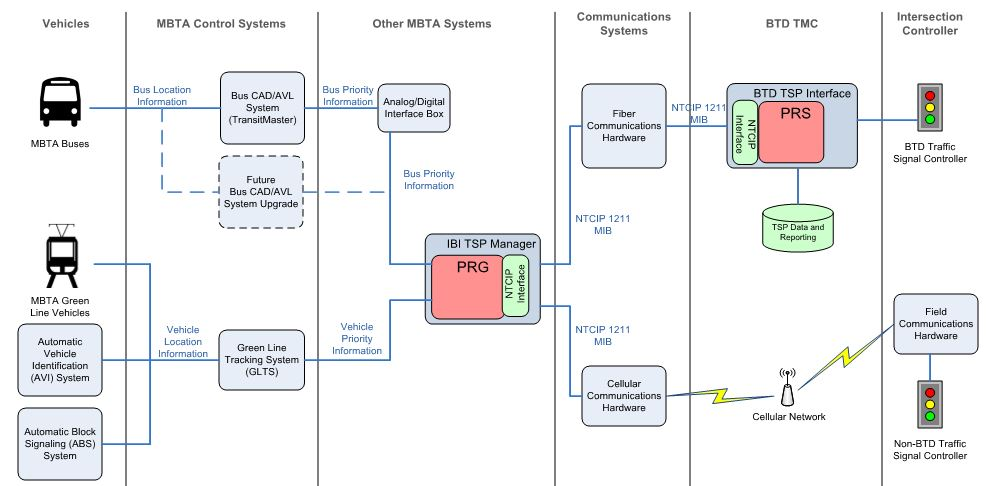 Vehicles
MBTA Control Systems
Other MBTA Systems
Communications
Systems
BTD TMC
Intersection
Controller
MBTA Buses
Bus Location
Information
Bus CAD/AVL
System
(TransitMaster)
Bus Priority
Information
Analog/Digital
Interface Box
Future
Bus CAD/AVL
System Upgrade
Bus Priority
Information
Fiber
Communications
Hardware
NTCIP 1211
MIB
BTD TSP Interface
NTCIP
Interface
PRS
TSP Data and
Reporting
BTD Traffic
Signal Controller
MBTA Green
Line Vehicles
Automatic
Vehicle
Identification
(AVI) System
Automatic Block
Signaling (ABS)
System
Vehicle
Location
Information
Green Line
Tracking System
(GLTS)
Vehicle
Priority
Information
IBI TSP Manager
PRG
NTCIP
Interface
NTCIP 1211
MIB
NTCIP 1211
MIB
Cellular
Communications
Hardware
Cellular Network
Field
Communications
Hardware
Non-BTD Traffic
Signal Controller